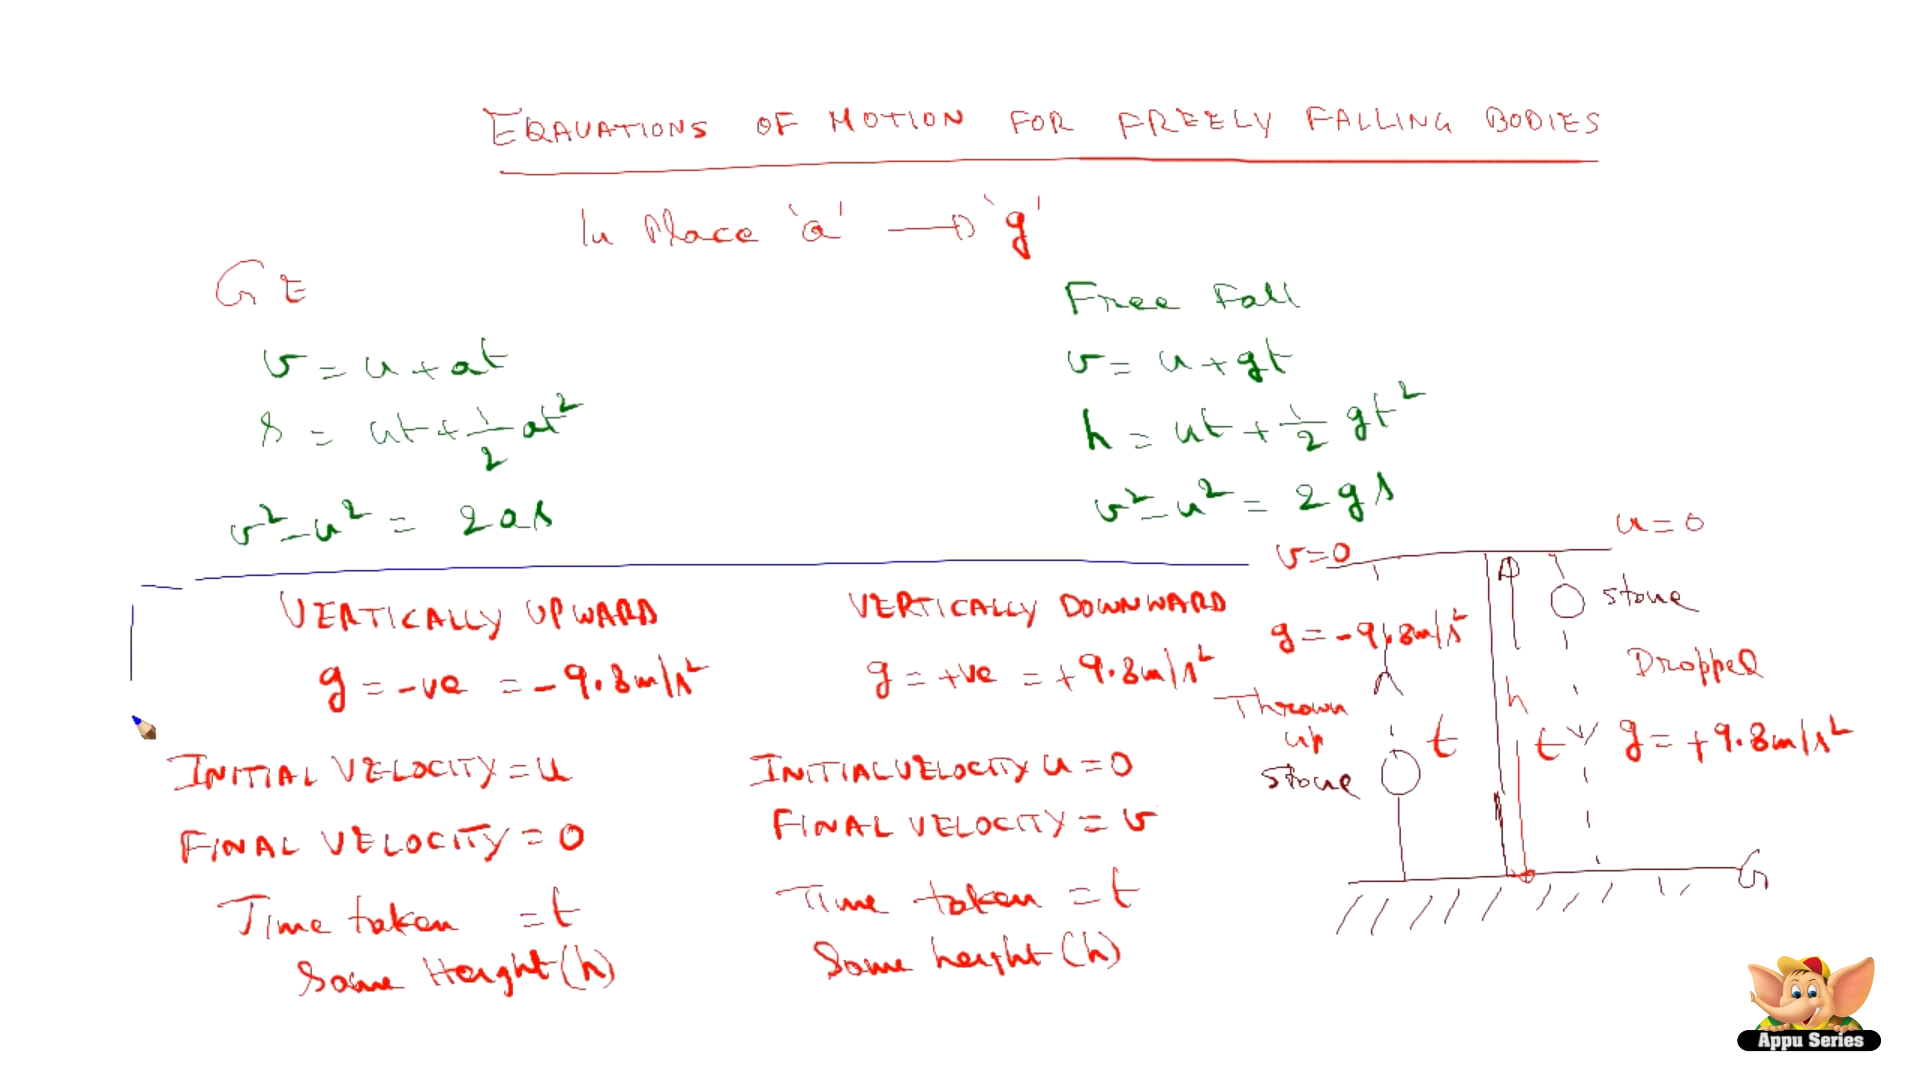 EQAUATIONS OF MOTION FOR FREELY FALLING BODIES
In Place 'a' → 'g'
GE
v = u + at
s = ut + 1/2 at²
v² - u² = 2as
Free Fall
v = u + gt
h = ut + 1/2 gt²
v² - u² = 2gs
VERTICALLY UPWARD
g = -ve = -9.8m/s²
INITIAL VELOCITY = u
FINAL VELOCITY = 0
Time taken = t
Same Height (h)
VERTICALLY DOWNWARD
g = +ve = +9.8m/s²
INITIAL VELOCITY u = 0
FINAL VELOCITY = v
Time taken = t
Same height (h)
v = 0
u = 0
stone
g = -9.8m/s²
Dropped
h
Thrown
up
stone
t
t
g = +9.8m/s²
G
Appu Series